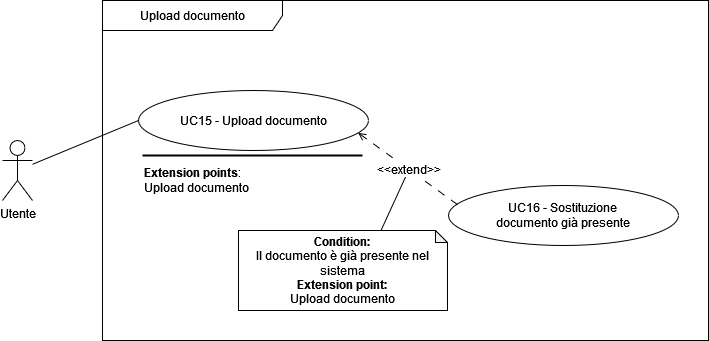 Upload documento
UC15 - Upload documento
Extension points:
Upload documento
<<extend>>
Utente
UC16 - Sostituzione
documento già presente
Condition:
Il documento è già presente nel
sistema
Extension point:
Upload documento